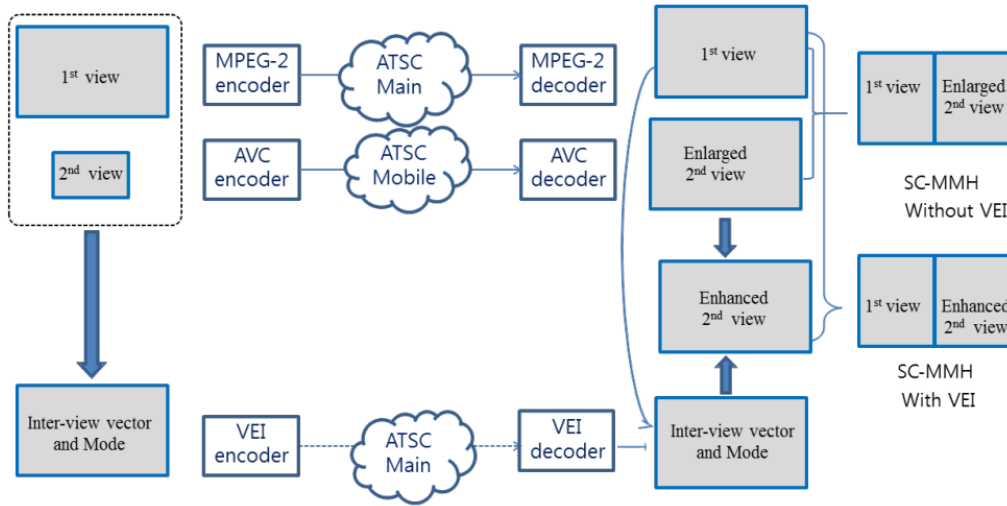 1st view
MPEG-2
encoder
ATSC
Main
MPEG-2
decoder
1st view
1st view
Enlarged
2nd view
2nd view
AVC
encoder
ATSC
Mobile
AVC
decoder
Enlarged
2nd view
SC-MMH
Without VEI
Enhanced
2nd view
1st view
Enhanced
2nd view
SC-MMH
With VEI
Inter-view vector
and Mode
VEI
encoder
ATSC
Main
VEI
decoder
Inter-view vector
and Mode